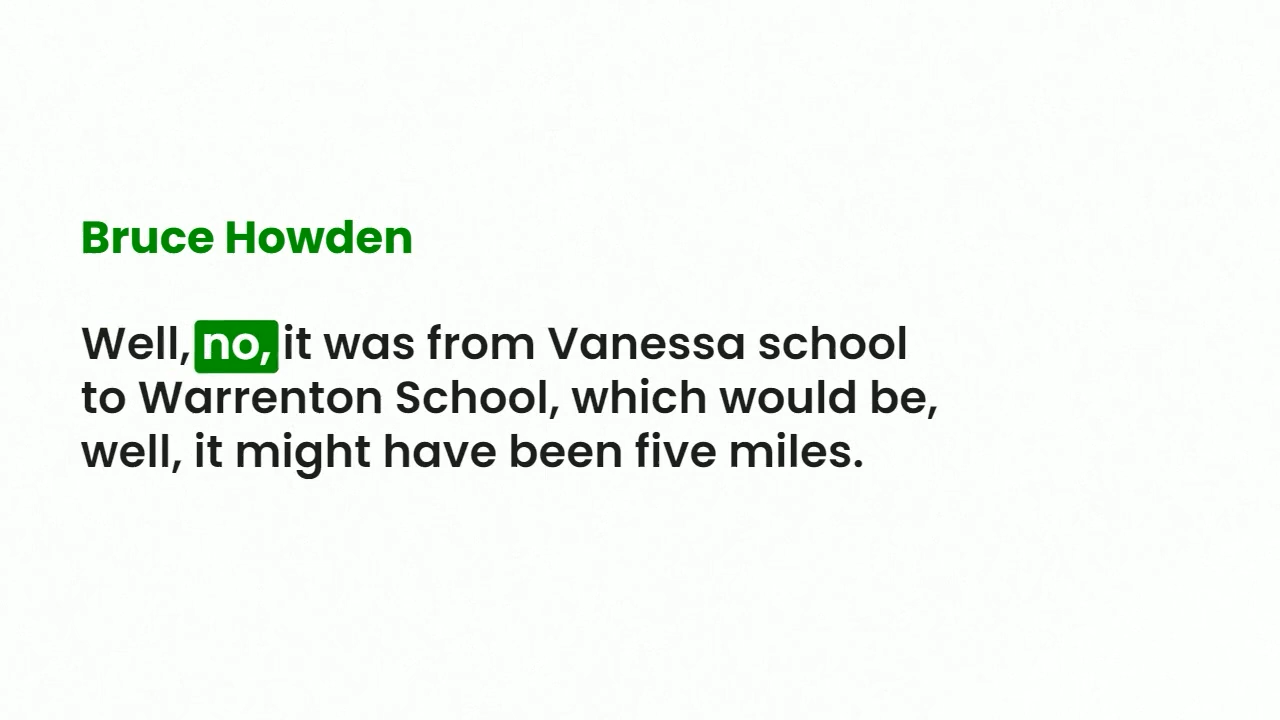 Bruce Howden
Well, no, it was from Vanessa school
to Warrenton School, which would be,
well, it might have been five miles.